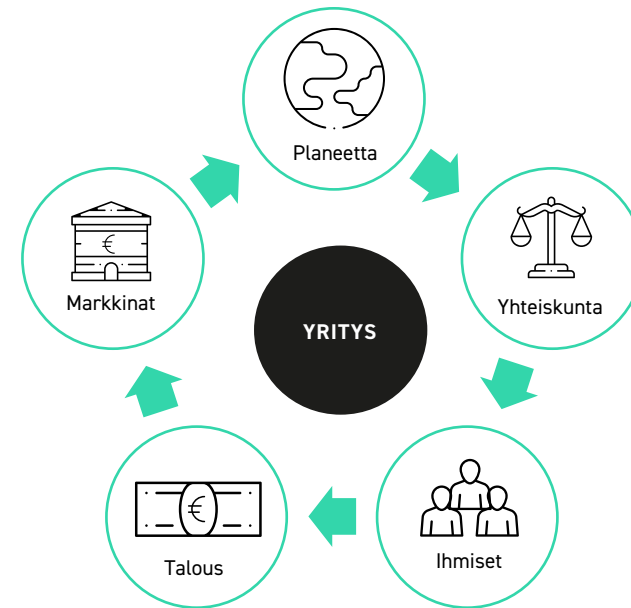 Planeetta
Markkinat
Yhteiskunta
YRITYS
Talous
Ihmiset